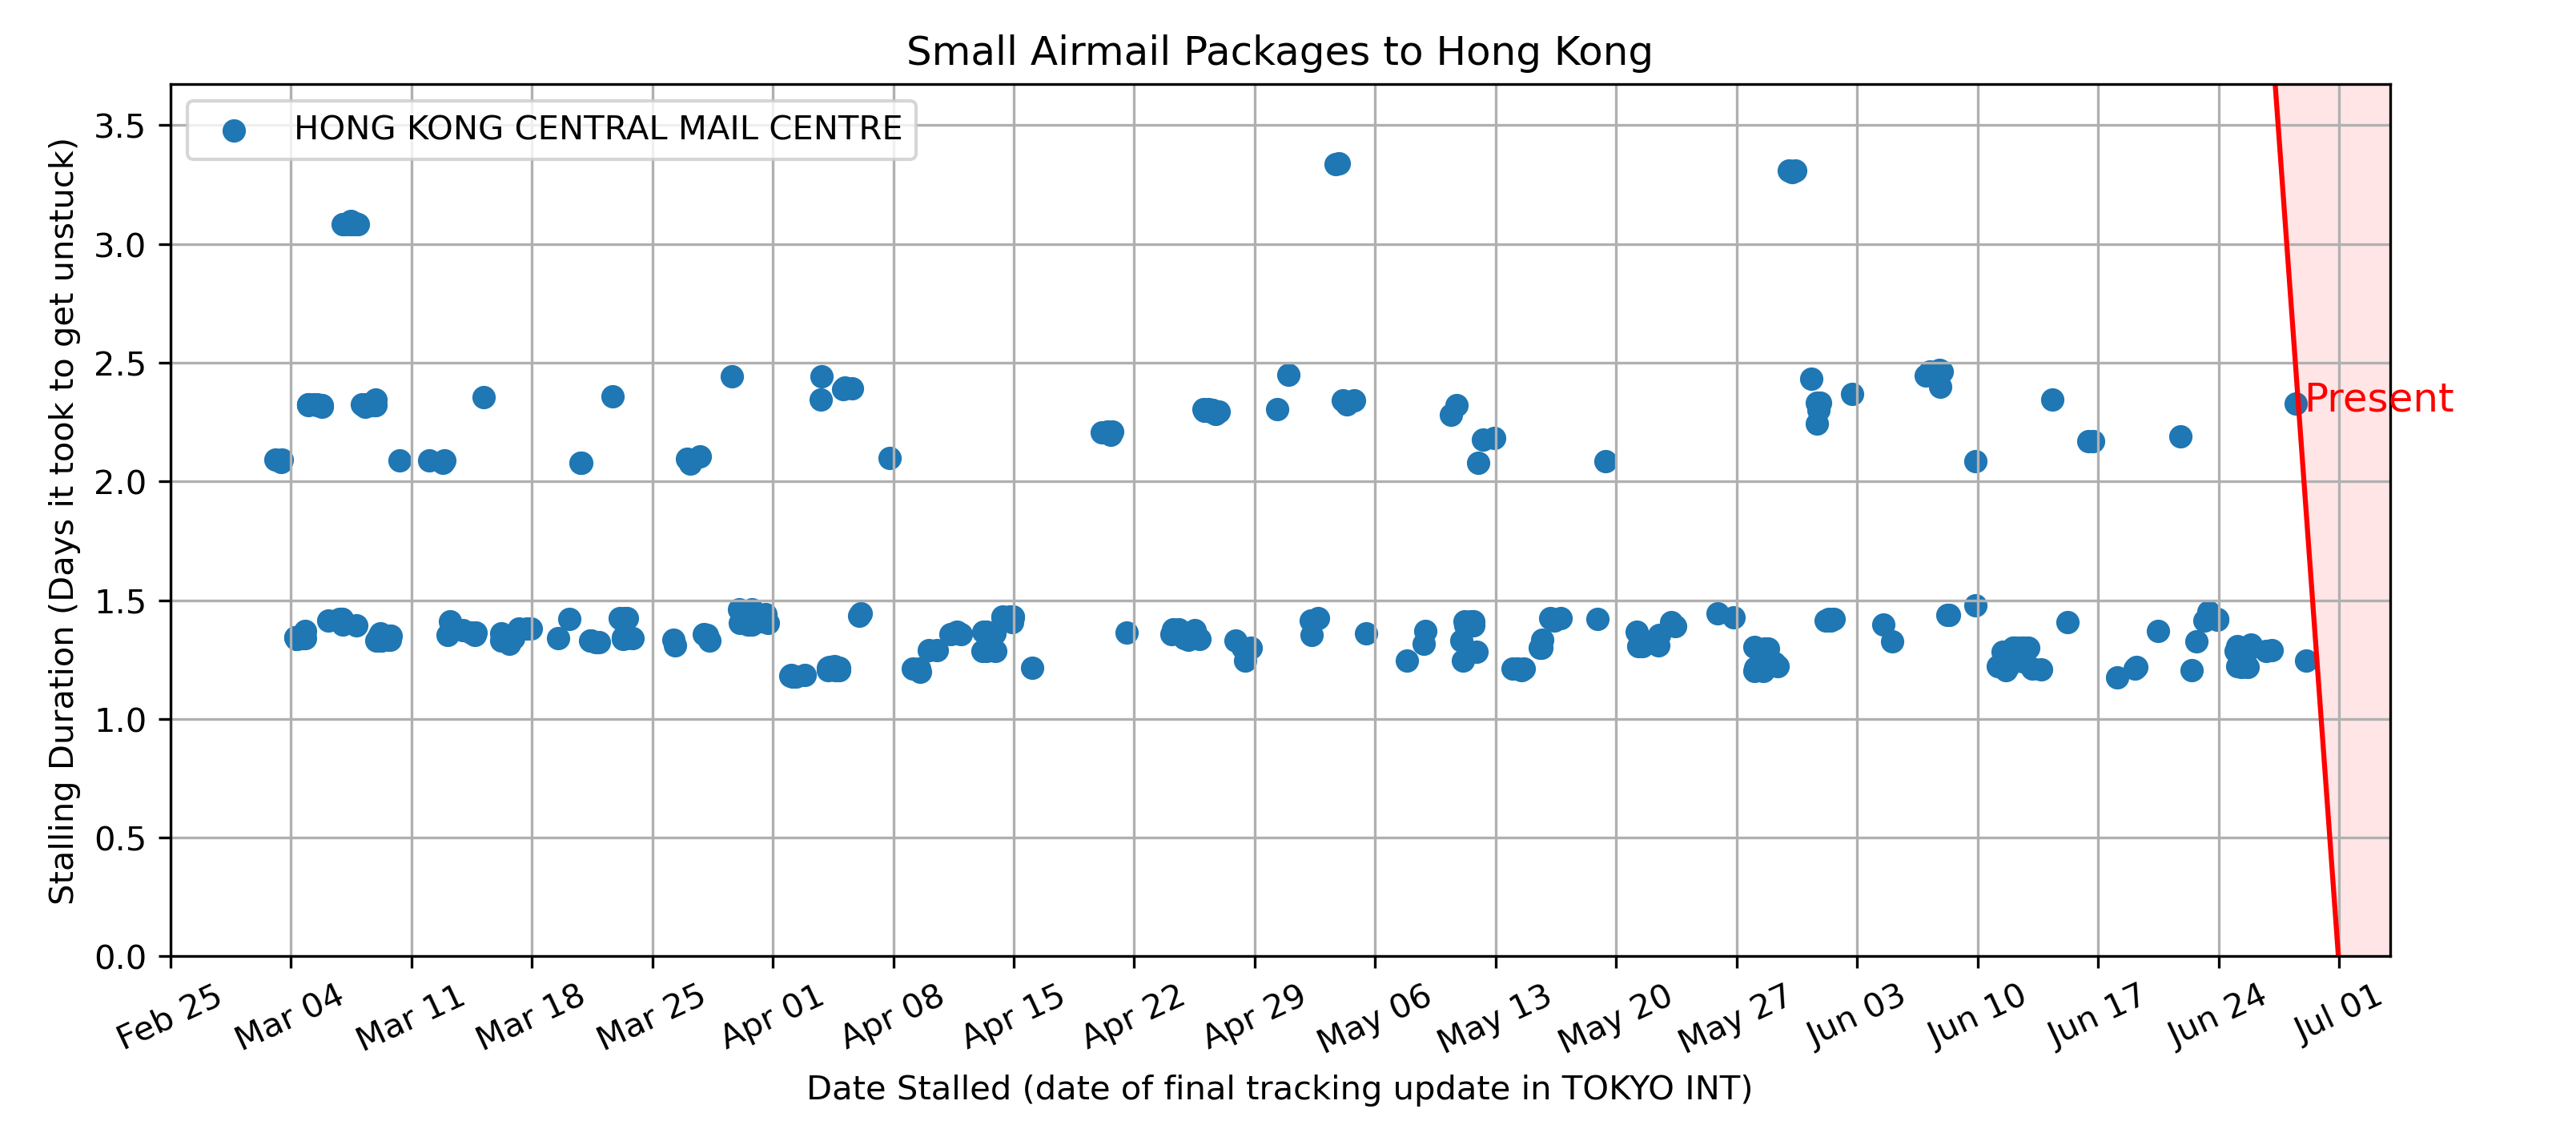 Small Airmail Packages to Hong Kong
HONG KONG CENTRAL MAIL CENTRE
Stalling Duration (Days it took to get unstuck)
3.5
3.0
2.5
2.0
1.5
1.0
0.5
0.0
Present
Feb 25
Mar 04
Mar 11
Mar 18
Mar 25
Apr 01
Apr 08
Apr 15
Apr 22
Apr 29
May 06
May 13
May 20
May 27
Jun 03
Jun 10
Jun 17
Jun 24
Jul 01
Date Stalled (date of final tracking update in TOKYO INT)